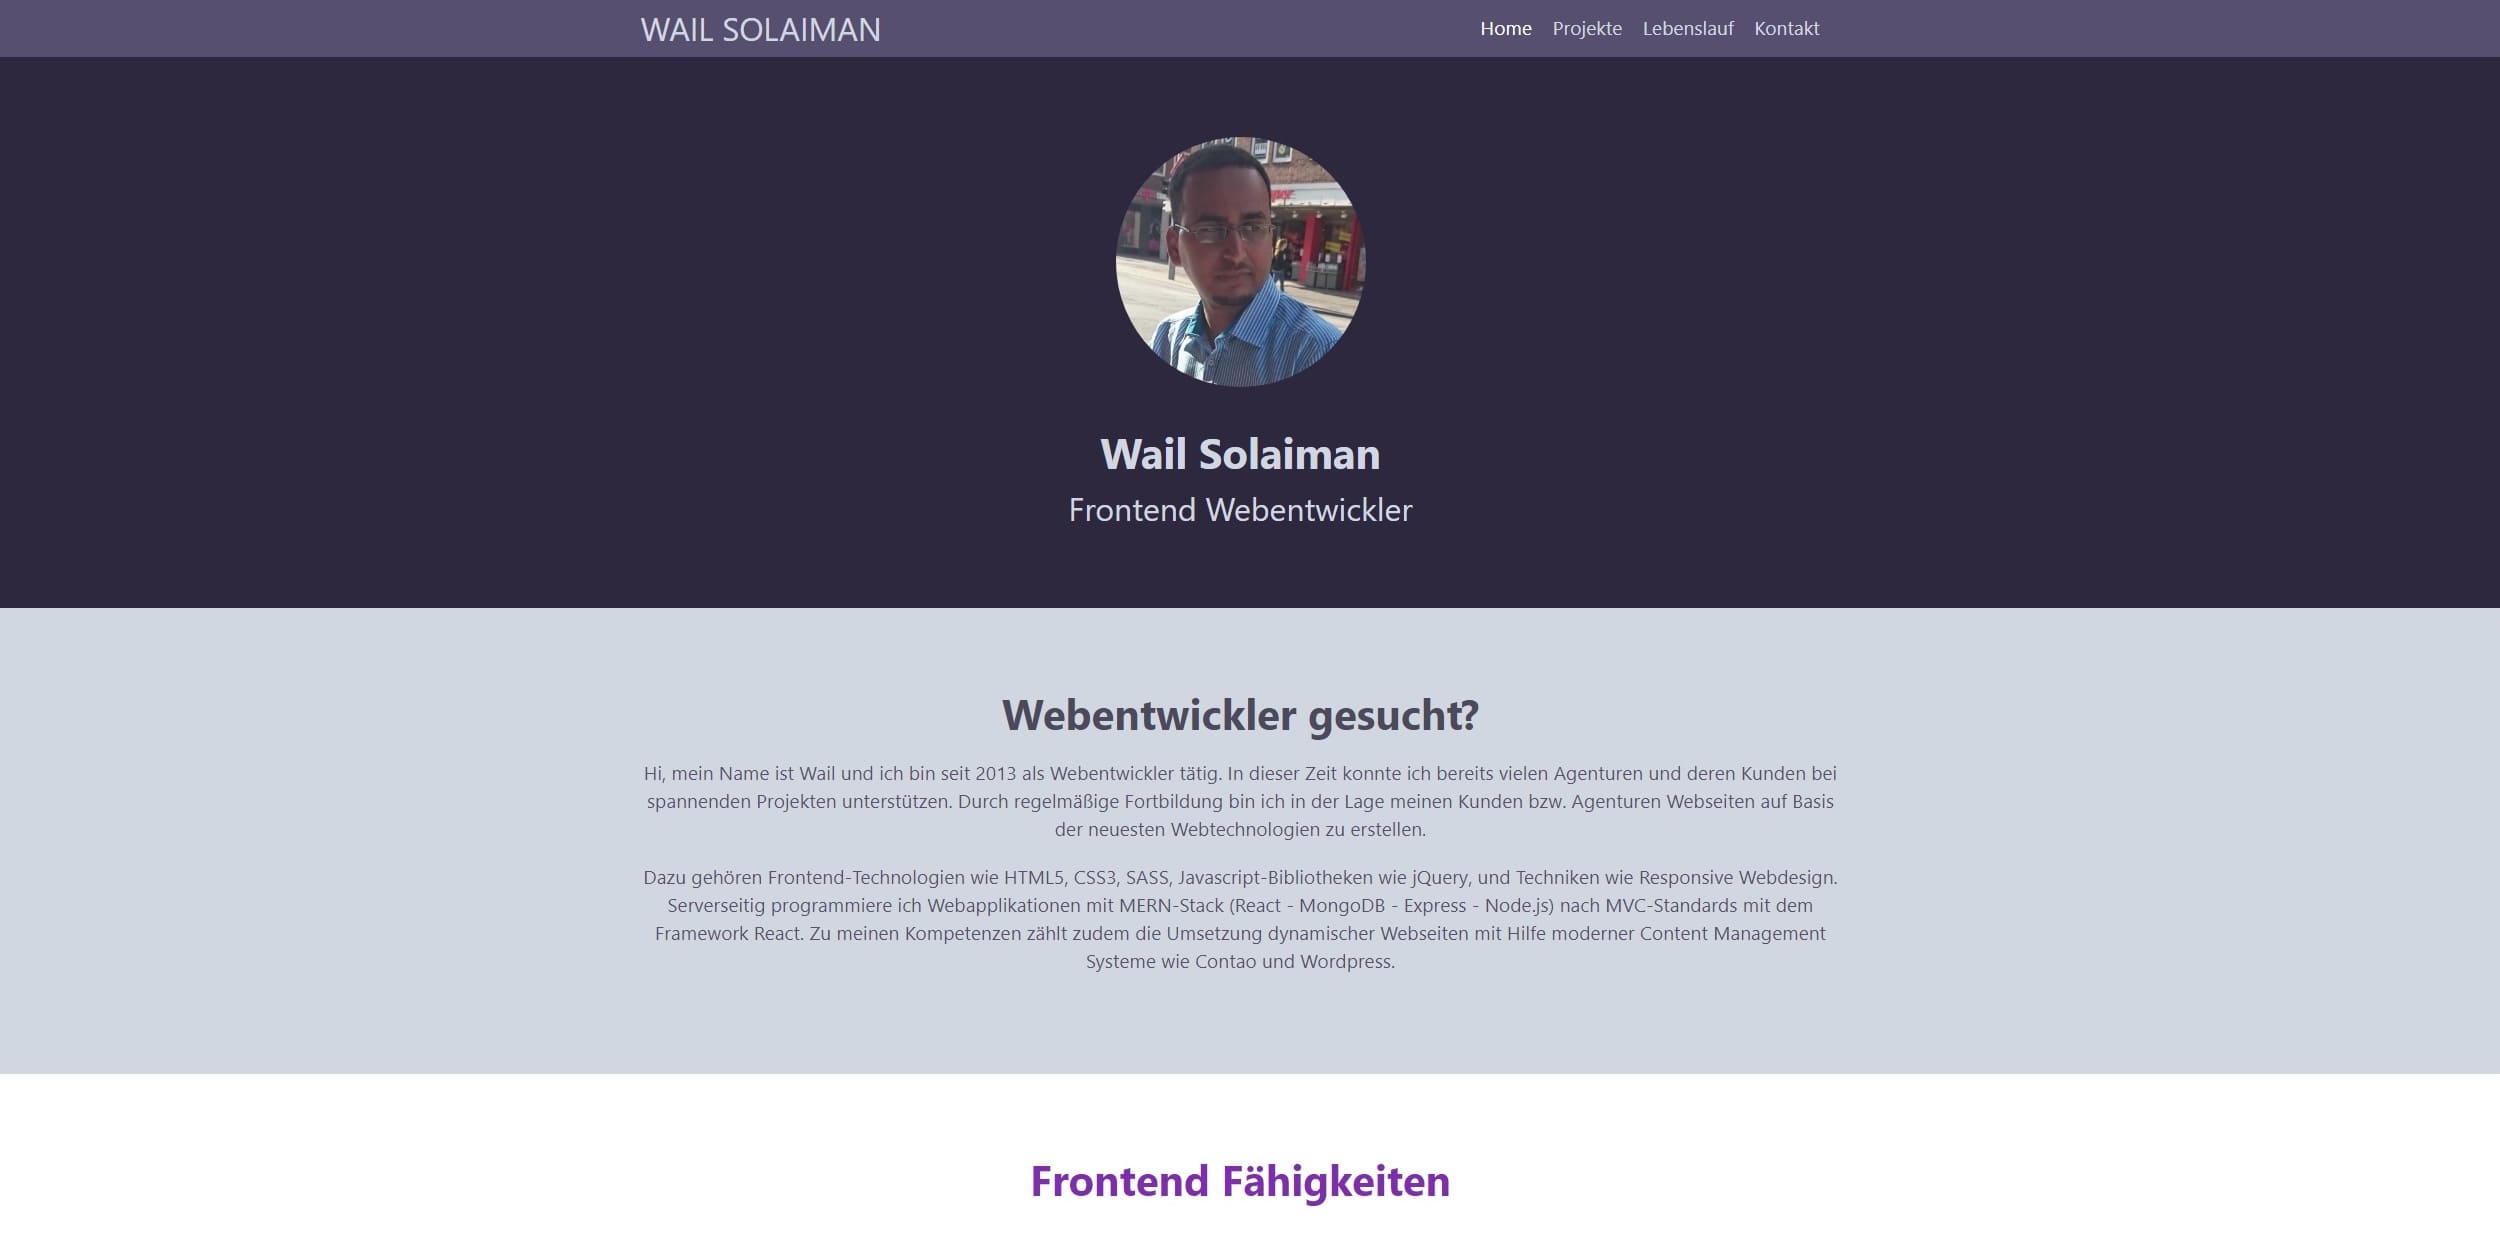 WAIL SOLAIMAN
Home Projekte Lebenslauf Kontakt
Wail Solaiman
Frontend Webentwickler
Webentwickler gesucht?
Hi, mein Name ist Wail und ich bin seit 2013 als Webentwickler tätig. In dieser Zeit konnte ich bereits vielen Agenturen und deren Kunden bei
spannenden Projekten unterstützen. Durch regelmäßige Fortbildung bin ich in der Lage meinen Kunden bzw. Agenturen Webseiten auf Basis
der neuesten Webtechnologien zu erstellen.
Dazu gehören Frontend-Technologien wie HTML5, CSS3, SASS, Javascript-Bibliotheken wie jQuery, und Techniken wie Responsive Webdesign.
Serverseitig programmiere ich Webapplikationen mit MERN-Stack (React - MongoDB - Express - Node.js) nach MVC-Standards mit dem
Framework React. Zu meinen Kompetenzen zählt zudem die Umsetzung dynamischer Webseiten mit Hilfe moderner Content Management
Systeme wie Contao und Wordpress.
Frontend Fähigkeiten